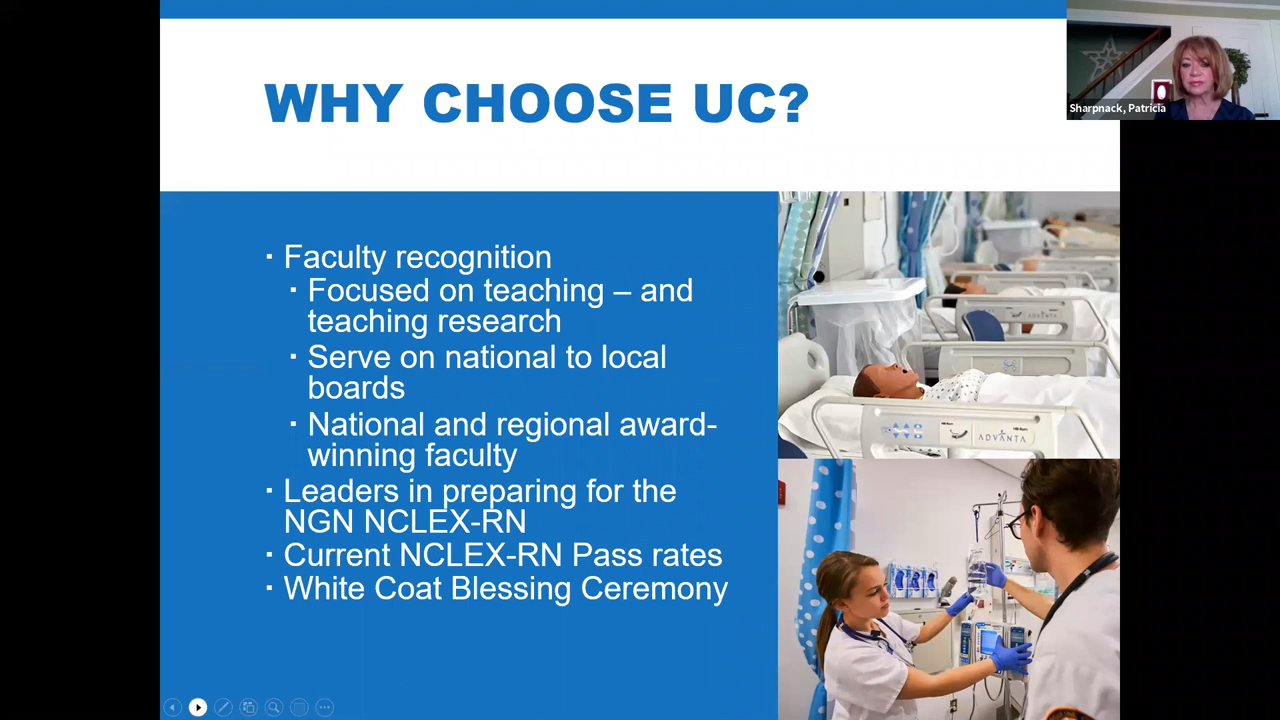 WHY CHOOSE UC?
Sharpnack, Patricia
▪ Faculty recognition
▪ Focused on teaching – and
teaching research
▪ Serve on national to local
boards
▪ National and regional award-
winning faculty
▪ Leaders in preparing for the
NGN NCLEX-RN
▪ Current NCLEX-RN Pass rates
▪ White Coat Blessing Ceremony
ADVANTA
ADVANTA